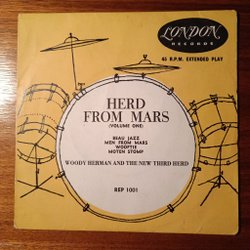 LONDON
RECORDS
45 R.P.M. EXTENDED PLAY
HERD
FROM MARS
(VOLUME ONE)
BEAU JAZZ
MEN FROM MARS
WOOFTIE
MOTEN STOMP
WOODY HERMAN AND THE NEW THIRD HERD
REP 1001